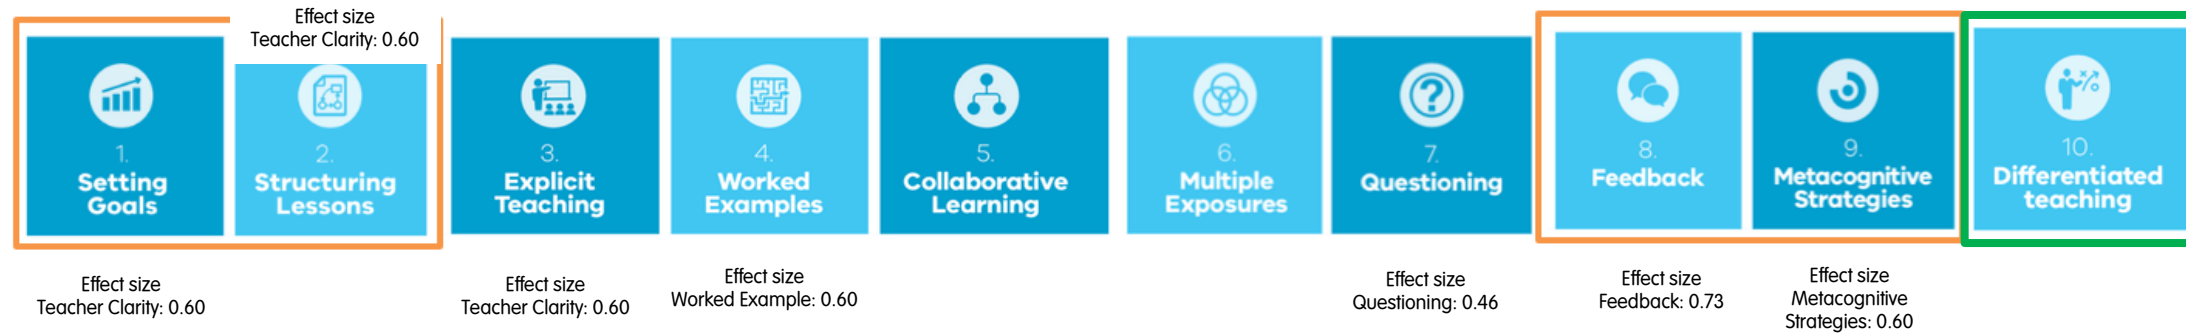 Effect size
Teacher Clarity: 0.60
1.
Setting
Goals
2.
Structuring
Lessons
3.
Explicit
Teaching
4.
Worked
Examples
5.
Collaborative
Learning
6.
Multiple
Exposures
7.
Questioning
8.
Feedback
9.
Metacognitive
Strategies
10.
Differentiated
teaching
Effect size
Teacher Clarity: 0.60
Effect size
Teacher Clarity: 0.60
Effect size
Worked Example: 0.60
Effect size
Questioning: 0.46
Effect size
Feedback: 0.73
Effect size
Metacognitive
Strategies: 0.60